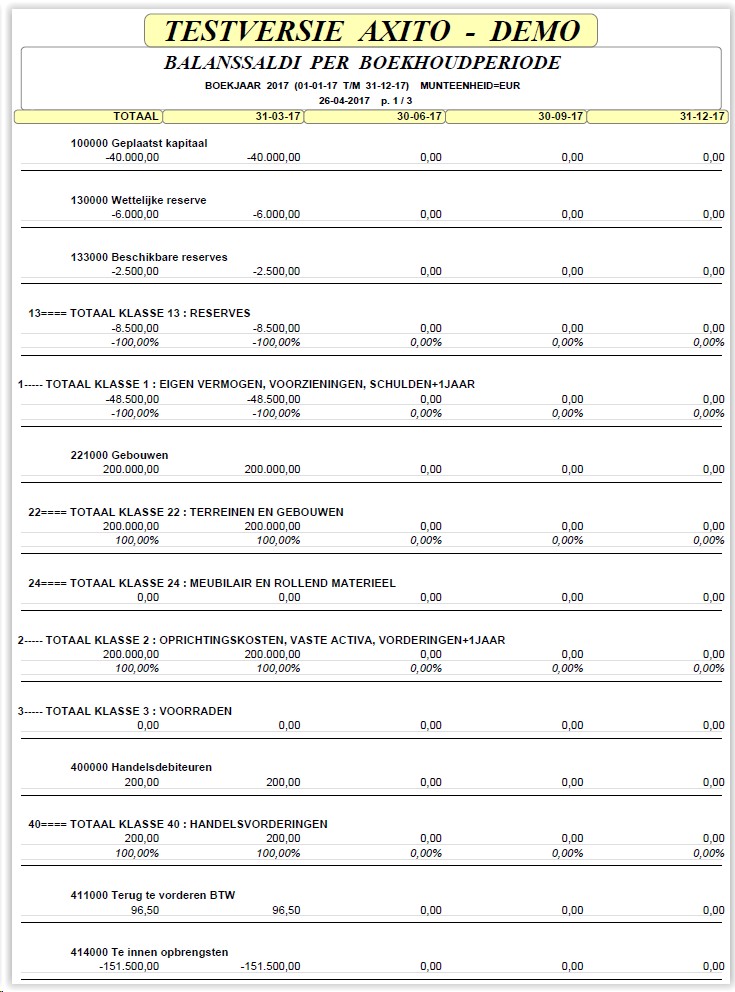 TESTVERSIE AXITO - DEMO
BALANSSALDI PER BOEKHOUDPERIODE
BOEKJAAR 2017 (01-01-17 T/M 31-12-17) MUNTEENHEID=EUR
26-04-2017 p. 1 / 3
TOTAAL 31-03-17 30-06-17 30-09-17 31-12-17
100000 Geplaatst kapitaal
-40.000,00 -40.000,00 0,00 0,00 0,00
130000 Wettelijke reserve
-6.000,00 -6.000,00 0,00 0,00 0,00
133000 Beschikbare reserves
-2.500,00 -2.500,00 0,00 0,00 0,00
13==== TOTAAL KLASSE 13 : RESERVES
-8.500,00 -8.500,00 0,00 0,00 0,00
-100,00% -100,00% 0,00% 0,00% 0,00%
1----- TOTAAL KLASSE 1 : EIGEN VERMOGEN, VOORZIENINGEN, SCHULDEN+1JAAR
-48.500,00 -48.500,00 0,00 0,00 0,00
-100,00% -100,00% 0,00% 0,00% 0,00%
221000 Gebouwen
200.000,00 200.000,00 0,00 0,00 0,00
22==== TOTAAL KLASSE 22 : TERREINEN EN GEBOUWEN
200.000,00 200.000,00 0,00 0,00 0,00
100,00% 100,00% 0,00% 0,00% 0,00%
24==== TOTAAL KLASSE 24 : MEUBILAIR EN ROLLEND MATERIEEL
0,00 0,00 0,00 0,00 0,00
2----- TOTAAL KLASSE 2 : OPRICHTINGSKOSTEN, VASTE ACTIVA, VORDERINGEN+1JAAR
200.000,00 200.000,00 0,00 0,00 0,00
100,00% 100,00% 0,00% 0,00% 0,00%
3----- TOTAAL KLASSE 3 : VOORRADEN
0,00 0,00 0,00 0,00 0,00
400000 Handelsdebiteuren
200,00 200,00 0,00 0,00 0,00
40==== TOTAAL KLASSE 40 : HANDELSVORDERINGEN
200,00 200,00 0,00 0,00 0,00
100,00% 100,00% 0,00% 0,00% 0,00%
411000 Terug te vorderen BTW
96,50 96,50 0,00 0,00 0,00
414000 Te innen opbrengsten
-151.500,00 -151.500,00 0,00 0,00 0,00